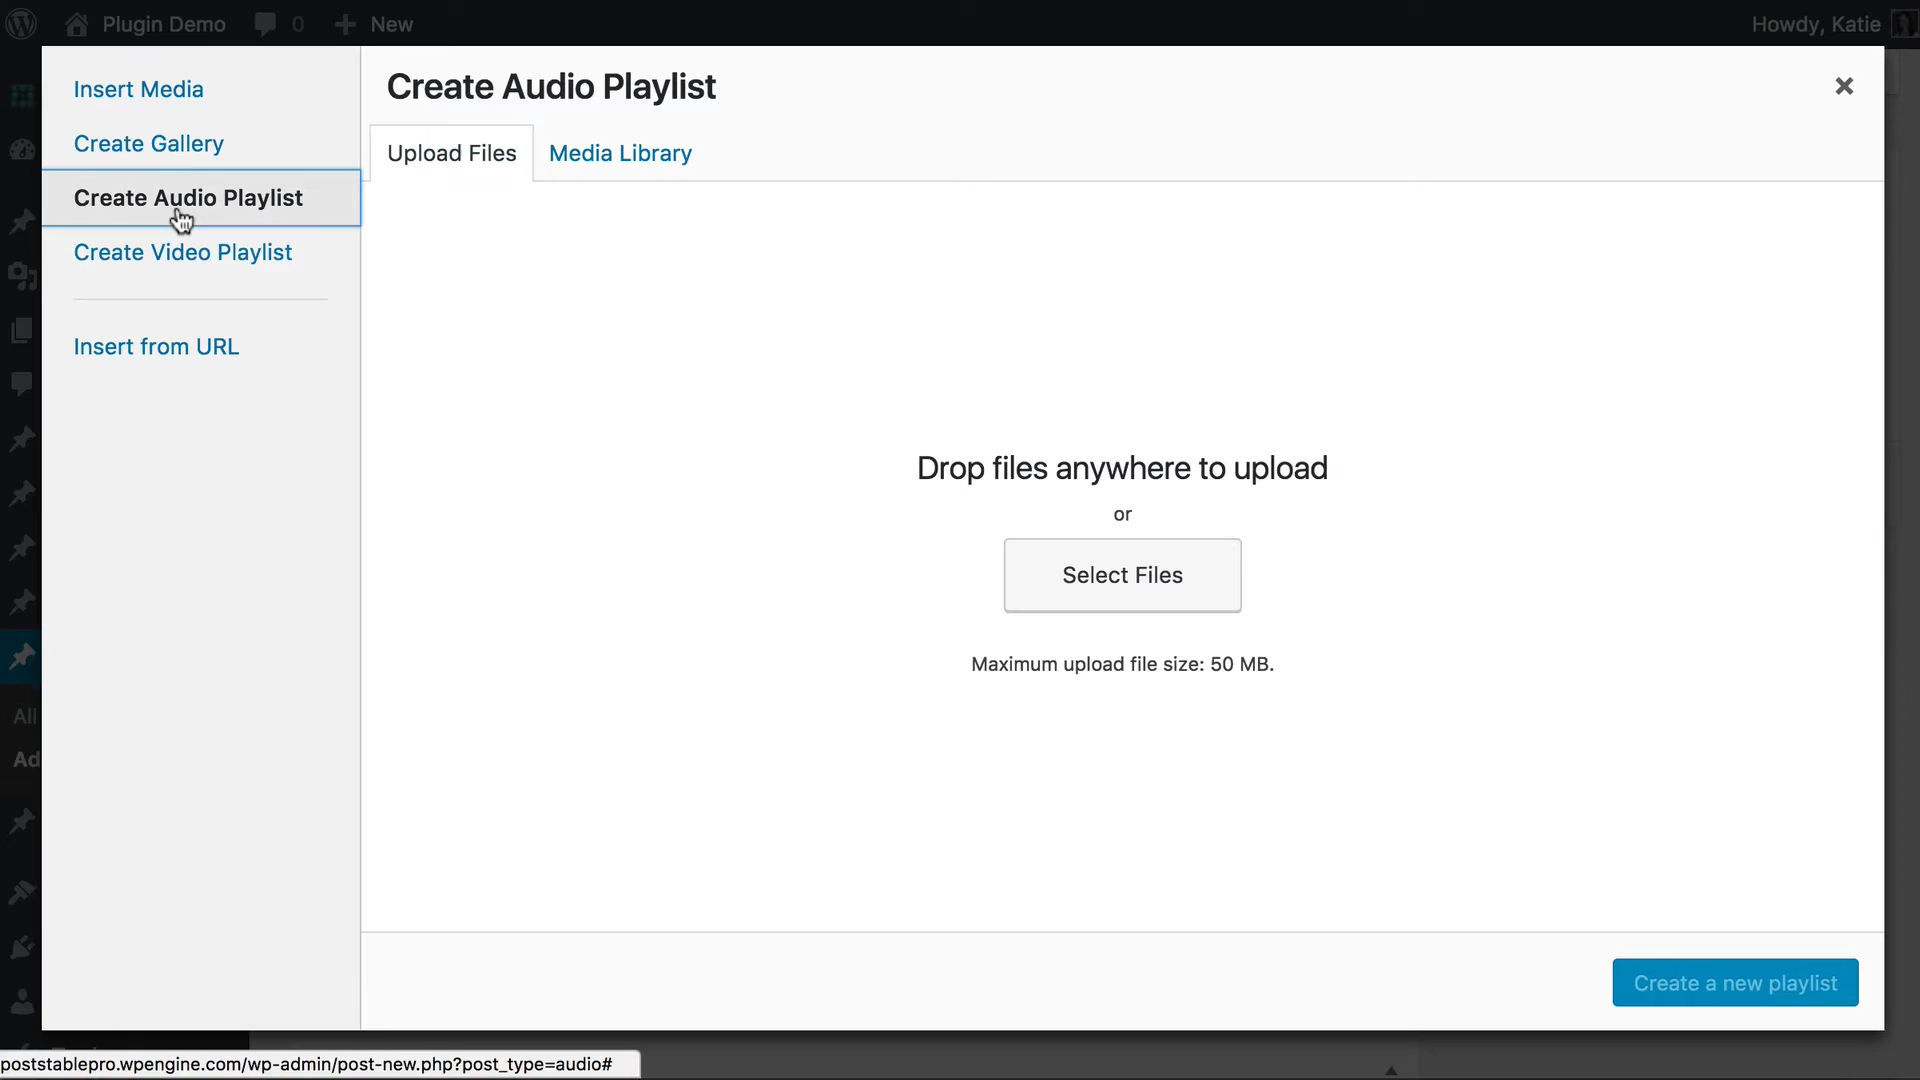 Plugin Demo 0 New Howdy, Katie
Insert Media
Create Gallery
Create Audio Playlist
Create Video Playlist
Insert from URL
Create Audio Playlist
Upload Files Media Library
Drop files anywhere to upload
or
Select Files
Maximum upload file size: 50 MB.
All
Ad
Create a new playlist
poststablepro.wpengine.com/wp-admin/post-new.php?post_type=audio#